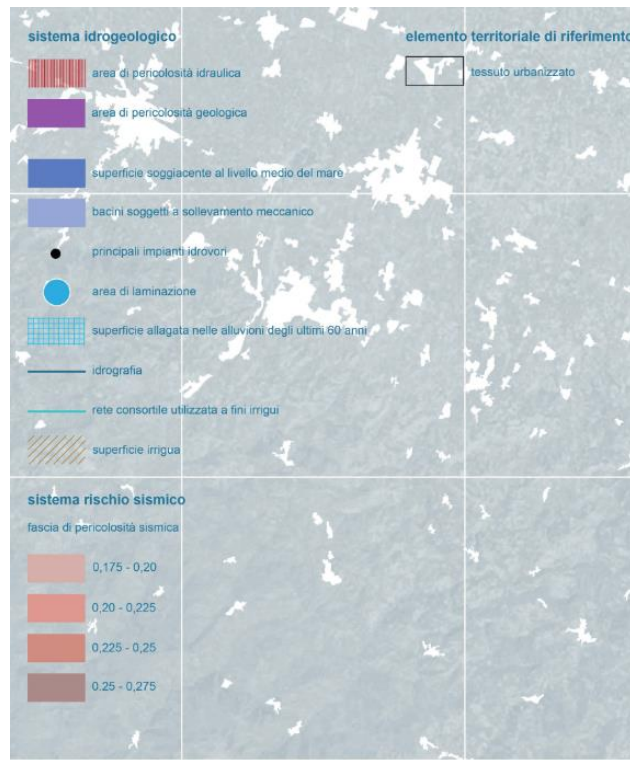 sistema idrogeologico
area di pericolosità idraulica
area di pericolosità geologica
superficie soggiacente al livello medio del mare
bacini soggetti a sollevamento meccanico
principali impianti idrovori
area di laminazione
superficie allagata nelle alluvioni degli ultimi 60 anni
idrografia
rete consortile utilizzata a fini irrigui
superficie irrigua
sistema rischio sismico
fascia di pericolosità sismica
0,175 - 0,20
0,20 - 0,225
0,225 - 0,25
0.25 - 0,275
elemento territoriale di riferimento
tessuto urbanizzato